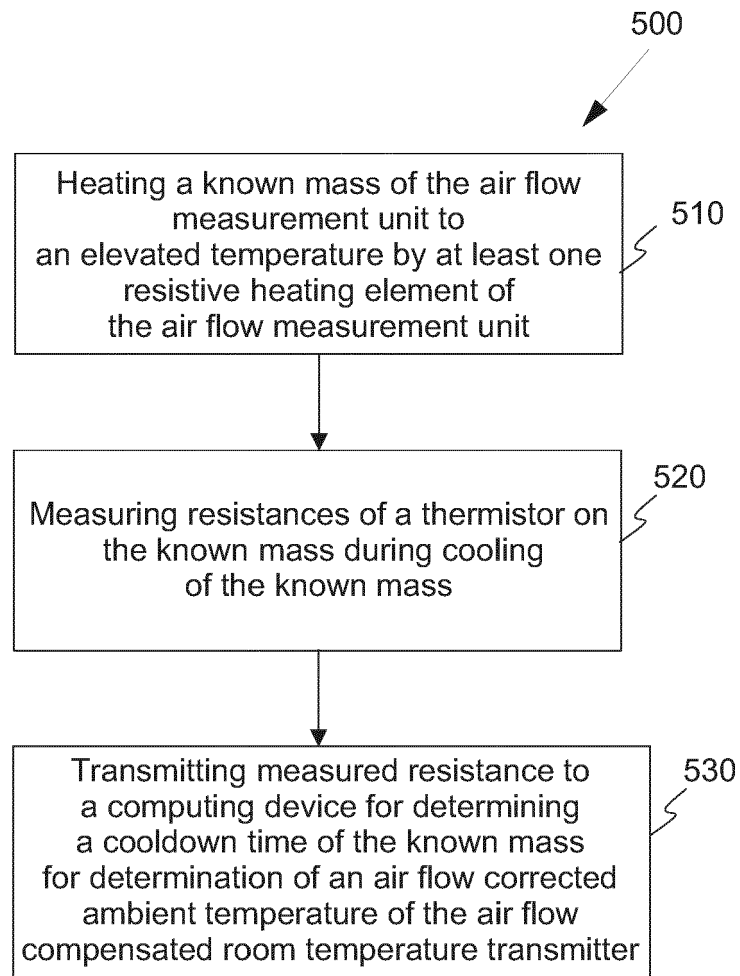 500
Heating a known mass of the air flow
measurement unit to
an elevated temperature by at least one
resistive heating element of
the air flow measurement unit
510
Measuring resistances of a thermistor on
the known mass during cooling
of the known mass
520
Transmitting measured resistance to
a computing device for determining
a cooldown time of the known mass
for determination of an air flow corrected
ambient temperature of the air flow
compensated room temperature transmitter
530